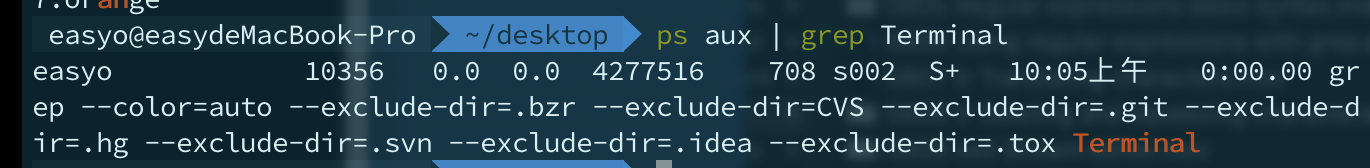 7.orange
easyo@easydeMacBook-Pro ~/desktop ps aux | grep Terminal
easyo 10356 0.0 0.0 4277516 708 s002 S+ 10:05上午 0:00.00 gr
ep --color=auto --exclude-dir=.bzr --exclude-dir=CVS --exclude-dir=.git --exclude-d
ir=.hg --exclude-dir=.svn --exclude-dir=.idea --exclude-dir=.tox Terminal